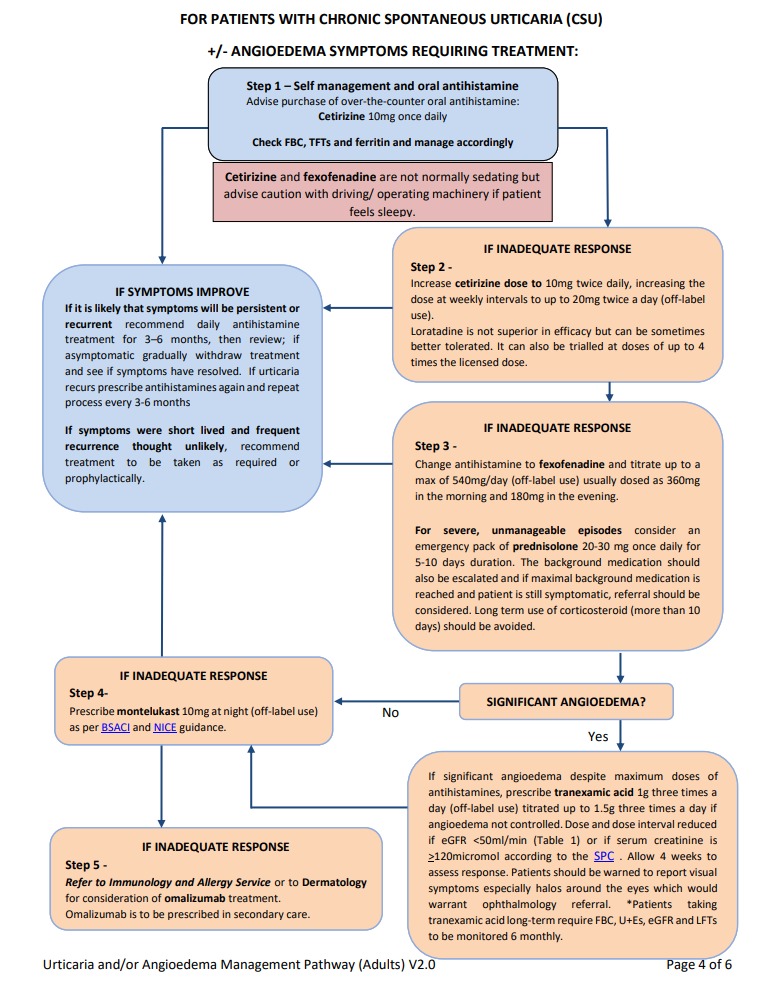 FOR PATIENTS WITH CHRONIC SPONTANEOUS URTICARIA (CSU)
+/- ANGIOEDEMA SYMPTOMS REQUIRING TREATMENT:
Step 1 – Self management and oral antihistamine
Advise purchase of over-the-counter oral antihistamine:
Cetirizine 10mg once daily
Check FBC, TFTs and ferritin and manage accordingly
Cetirizine and fexofenadine are not normally sedating but
advise caution with driving/ operating machinery if patient
feels sleepy.
IF INADEQUATE RESPONSE
Step 2 -
Increase cetirizine dose to 10mg twice daily, increasing the
dose at weekly intervals to up to 20mg twice a day (off-label
use).
Loratadine is not superior in efficacy but can be sometimes
better tolerated. It can also be trialled at doses of up to 4
times the licensed dose.
IF SYMPTOMS IMPROVE
If it is likely that symptoms will be persistent or
recurrent recommend daily antihistamine
treatment for 3–6 months, then review; if
asymptomatic gradually withdraw treatment
and see if symptoms have resolved. If urticaria
recurs prescribe antihistamines again and repeat
process every 3-6 months
If symptoms were short lived and frequent
recurrence thought unlikely, recommend
treatment to be taken as required or
prophylactically.
IF INADEQUATE RESPONSE
Step 3 -
Change antihistamine to fexofenadine and titrate up to a
max of 540mg/day (off-label use) usually dosed as 360mg
in the morning and 180mg in the evening.
For severe, unmanageable episodes consider an
emergency pack of prednisolone 20-30 mg once daily for
5-10 days duration. The background medication should
also be escalated and if maximal background medication is
reached and patient is still symptomatic, referral should be
considered. Long term use of corticosteroid (more than 10
days) should be avoided.
SIGNIFICANT ANGIOEDEMA?
No
Yes
IF INADEQUATE RESPONSE
Step 4-
Prescribe montelukast 10mg at night (off-label use)
as per BSACI and NICE guidance.
If significant angioedema despite maximum doses of
antihistamines, prescribe tranexamic acid 1g three times a
day (off-label use) titrated up to 1.5g three times a day if
angioedema not controlled. Dose and dose interval reduced
if eGFR <50ml/min (Table 1) or if serum creatinine is
≥120micromol according to the SPC . Allow 4 weeks to
assess response. Patients should be warned to report visual
symptoms especially halos around the eyes which would
warrant ophthalmology referral. *Patients taking
tranexamic acid long-term require FBC, U+Es, eGFR and LFTs
to be monitored 6 monthly.
IF INADEQUATE RESPONSE
Step 5 -
Refer to Immunology and Allergy Service or to Dermatology
for consideration of omalizumab treatment.
Omalizumab is to be prescribed in secondary care.
Urticaria and/or Angioedema Management Pathway (Adults) V2.0
Page 4 of 6